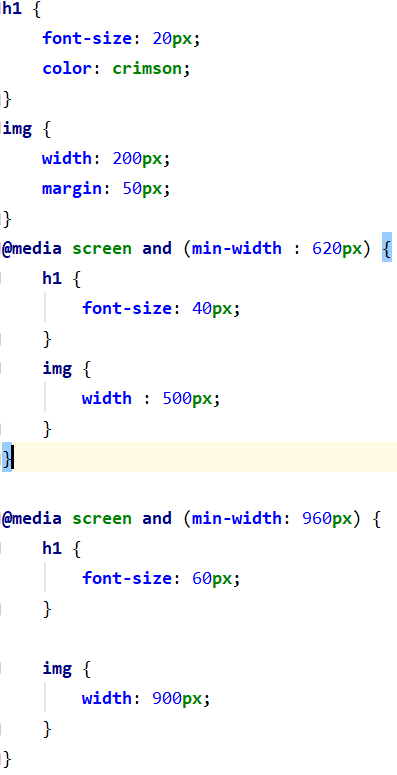 h1 {
    font-size: 20px;
    color: crimson;
}
img {
    width: 200px;
    margin: 50px;
}
@media screen and (min-width : 620px) {
    h1 {
        font-size: 40px;
    }
    img {
        width : 500px;
    }
}

@media screen and (min-width: 960px) {
    h1 {
        font-size: 60px;
    }

    img {
        width: 900px;
    }
}